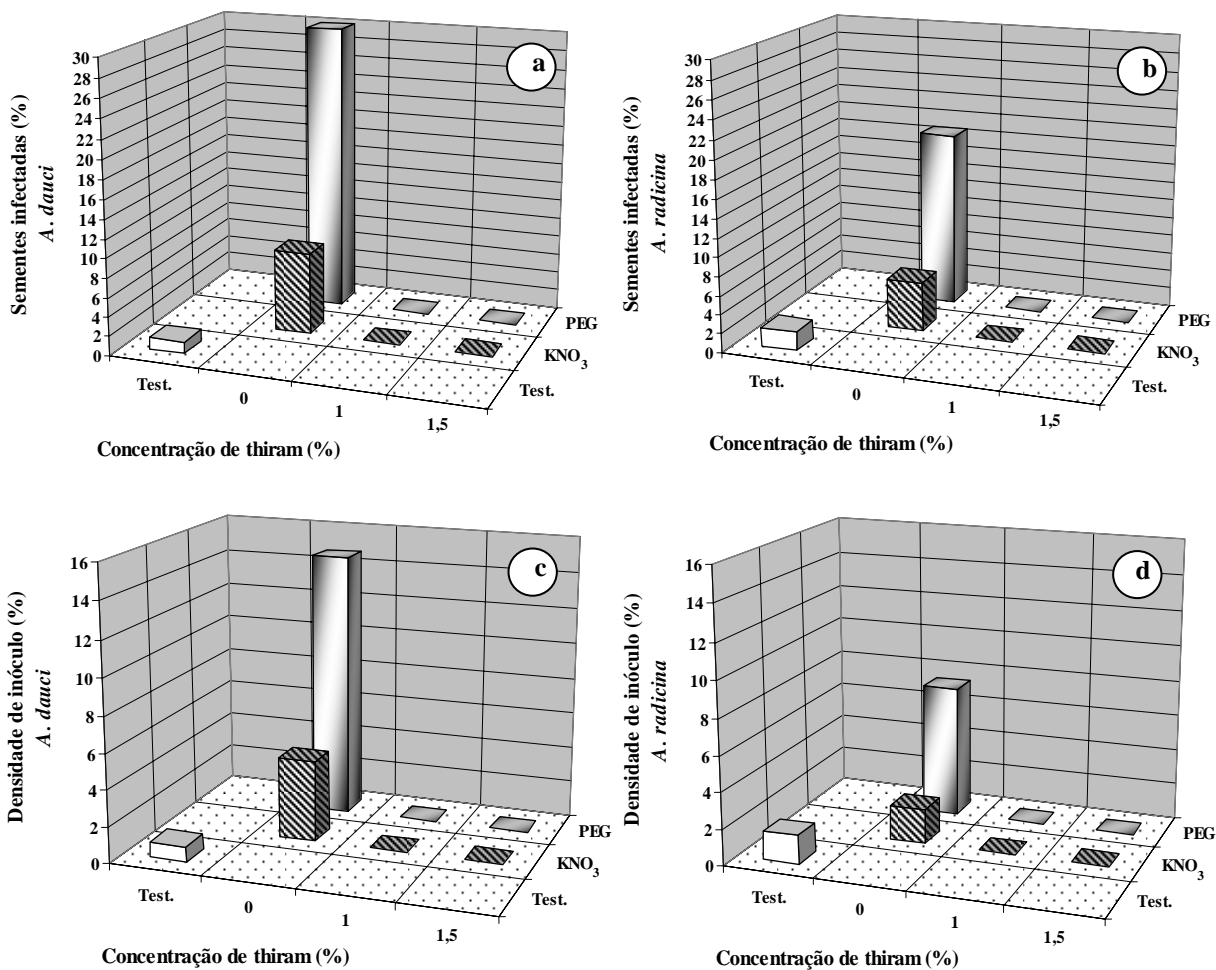 a
30
28
26
24
22
20
18
16
14
12
10
8
6
4
2
0
Sementes infectadas (%)
A. dauci
Test.
0
1
1,5
PEG
KNO3
Test.
Concentração de thiram (%)
b
30
28
26
24
22
20
18
16
14
12
10
8
6
4
2
0
Sementes infectadas (%)
A. radicina
Test.
0
1
1,5
PEG
KNO3
Test.
Concentração de thiram (%)
c
16
14
12
10
8
6
4
2
0
Densidade de inóculo (%)
A. dauci
Test.
0
1
1,5
PEG
KNO3
Test.
Concentração de thiram (%)
d
16
14
12
10
8
6
4
2
0
Densidade de inóculo (%)
A. radicina
Test.
0
1
1,5
PEG
KNO3
Test.
Concentração de thiram (%)